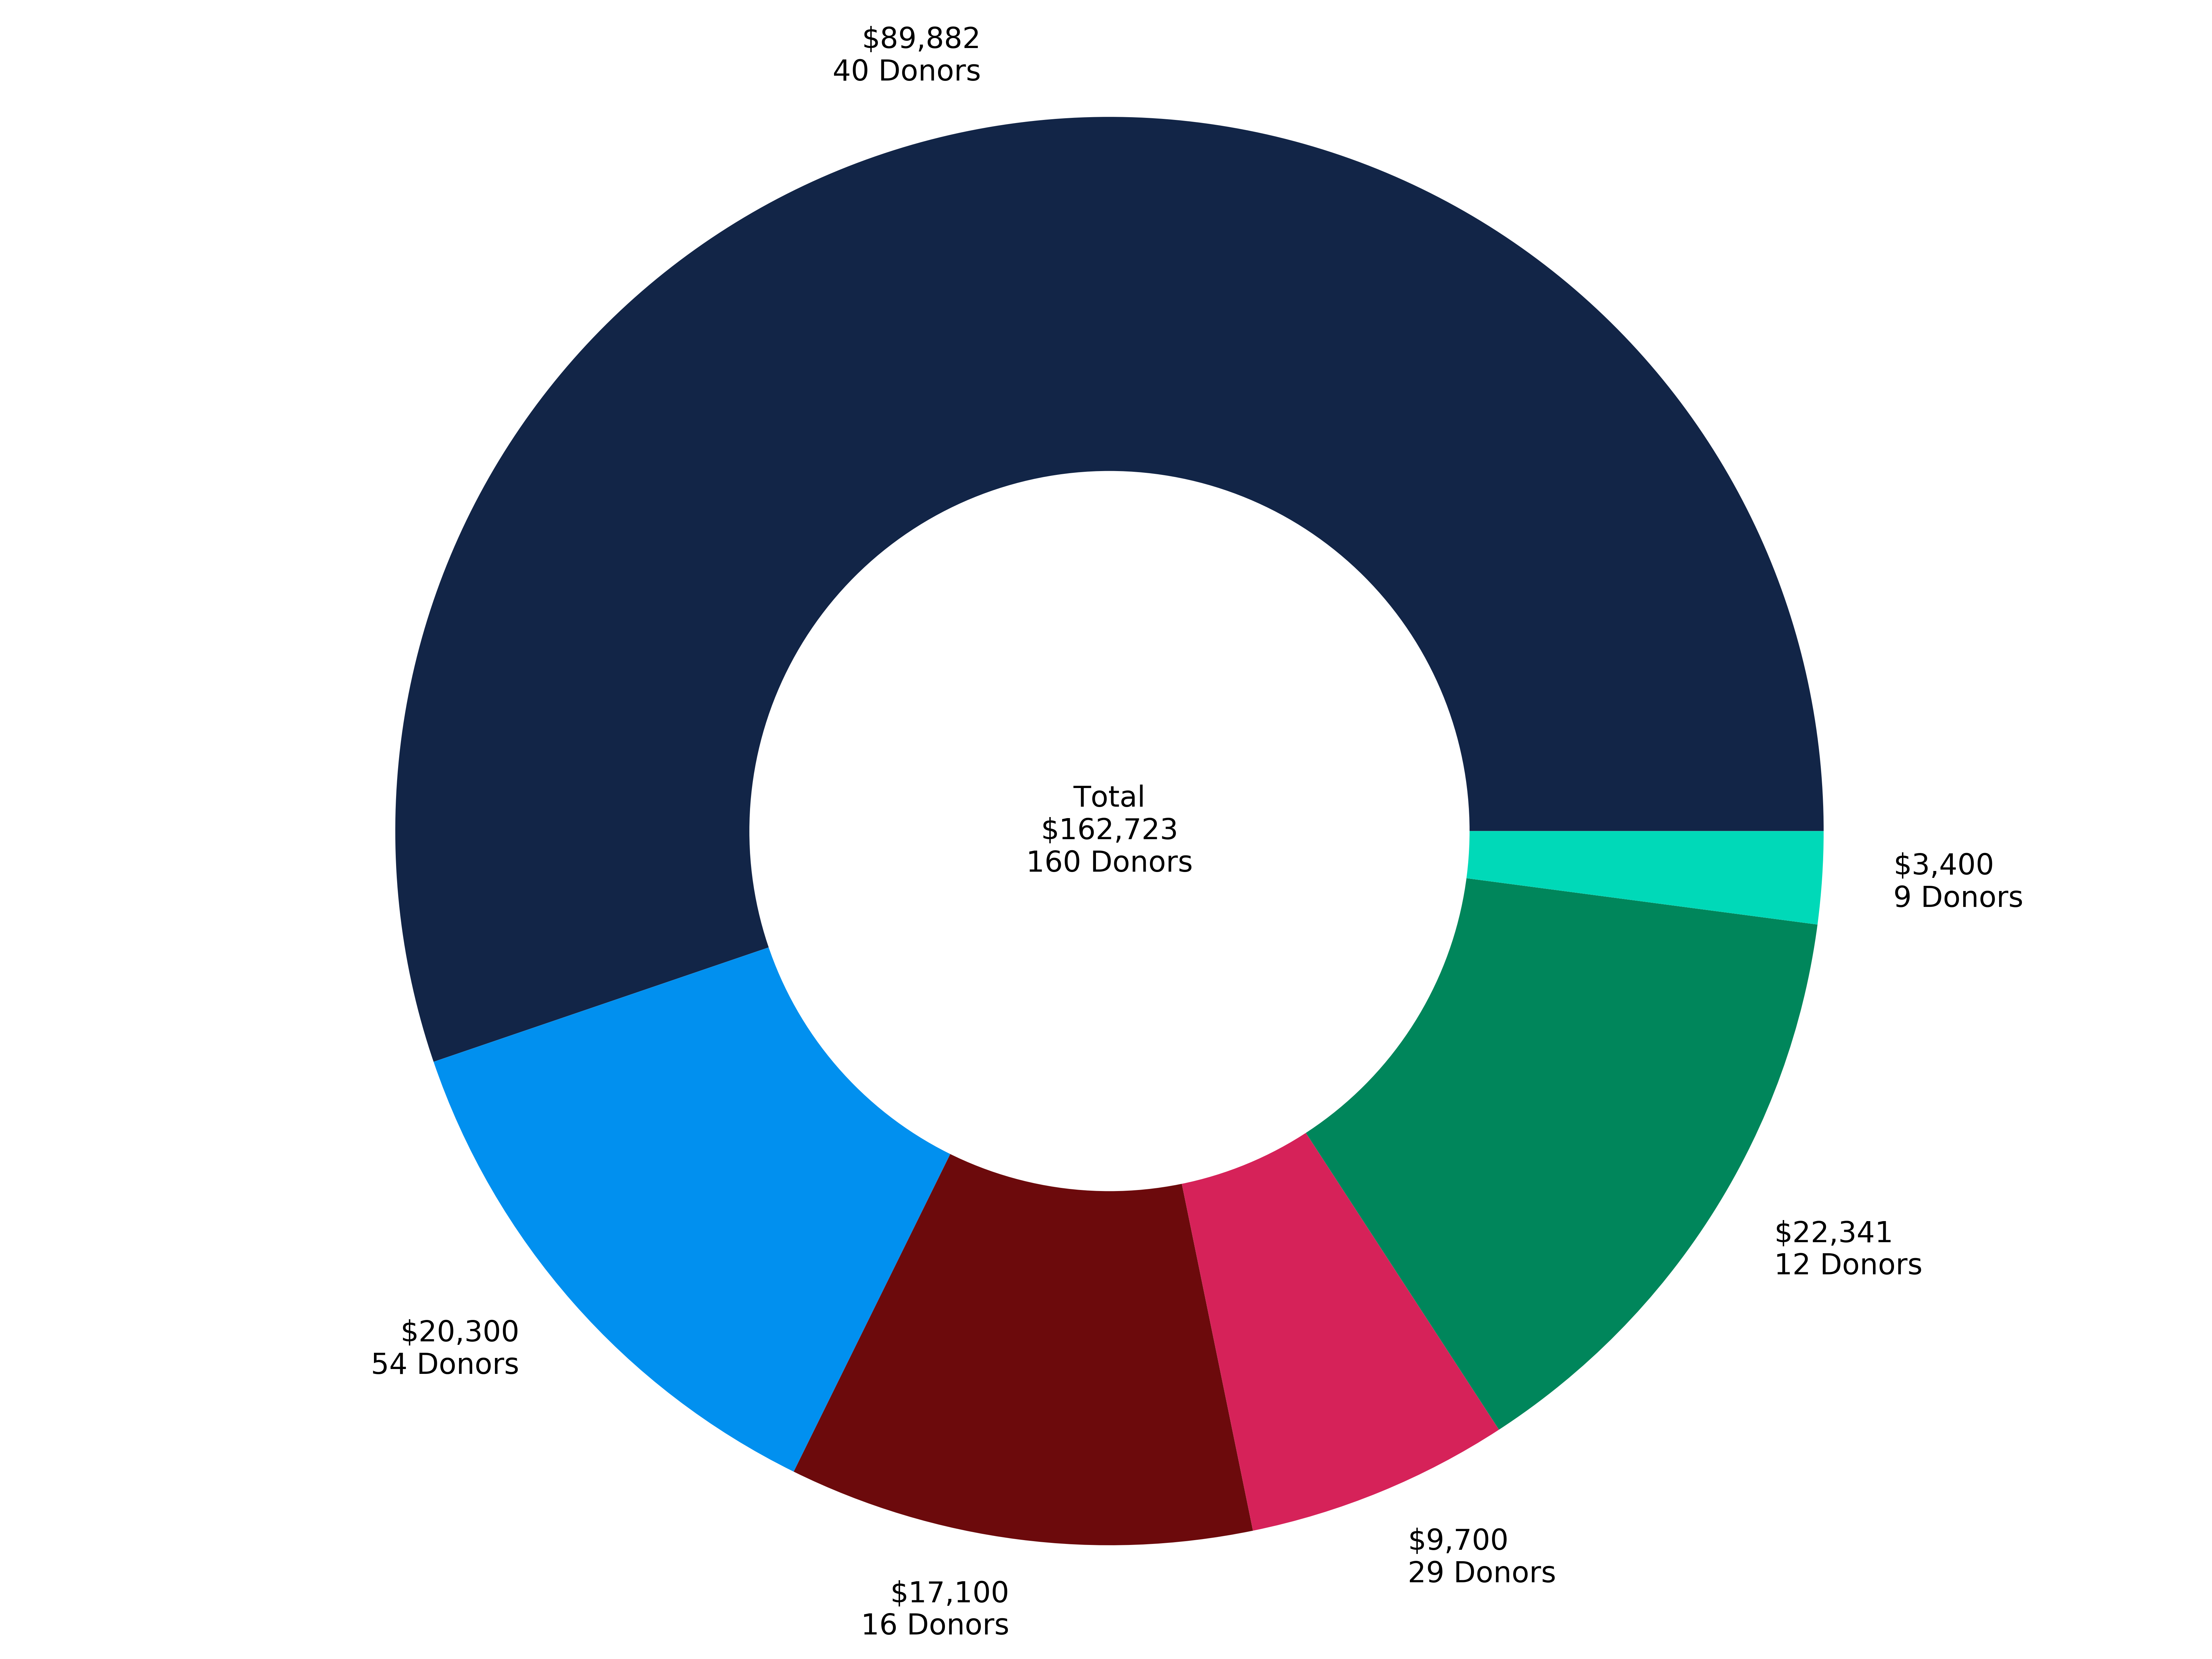 $89,882
40 Donors
Total
$162,723
160 Donors
$3,400
9 Donors
$22,341
12 Donors
$20,300
54 Donors
$9,700
29 Donors
$17,100
16 Donors